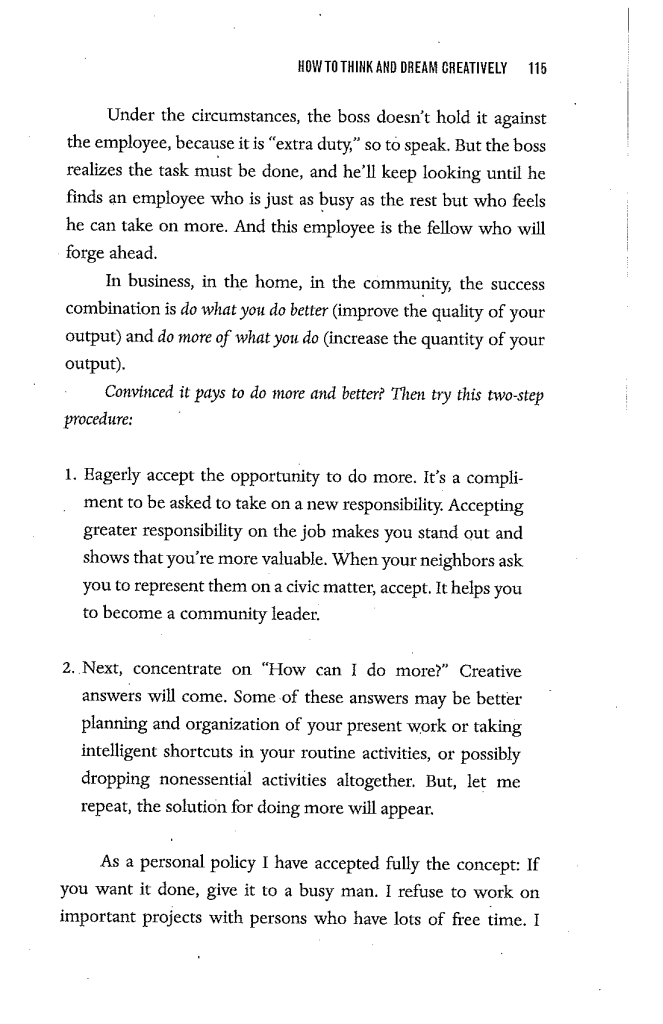 HOW TO THINK AND DREAM CREATIVELY 115
Under the circumstances, the boss doesn't hold it against
the employee, because it is "extra duty," so to speak. But the boss
realizes the task must be done, and he'll keep looking until he
finds an employee who is just as busy as the rest but who feels
he can take on more. And this employee is the fellow who will
forge ahead.
In business, in the home, in the community, the success
combination is do what you do better (improve the quality of your
output) and do more of what you do (increase the quantity of your
output).
Convinced it pays to do more and better? Then try this two-step
procedure:
1. Eagerly accept the opportunity to do more. It's a compli-
ment to be asked to take on a new responsibility. Accepting
greater responsibility on the job makes you stand out and
shows that you're more valuable. When your neighbors ask
you to represent them on a civic matter, accept. It helps you
to become a community leader.
2. Next, concentrate on "How can I do more?" Creative
answers will come. Some of these answers may be better
planning and organization of your present work or taking
intelligent shortcuts in your routine activities, or possibly
dropping nonessential activities altogether. But, let me
repeat, the solution for doing more will appear.
As a personal policy I have accepted fully the concept: If
you want it done, give it to a busy man. I refuse to work on
important projects with persons who have lots of free time. I